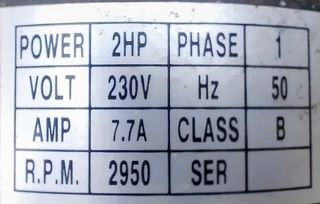 POWER 2HP PHASE 1
VOLT 230V Hz 50
AMP 7.7A CLASS B
R.P.M. 2950 SER